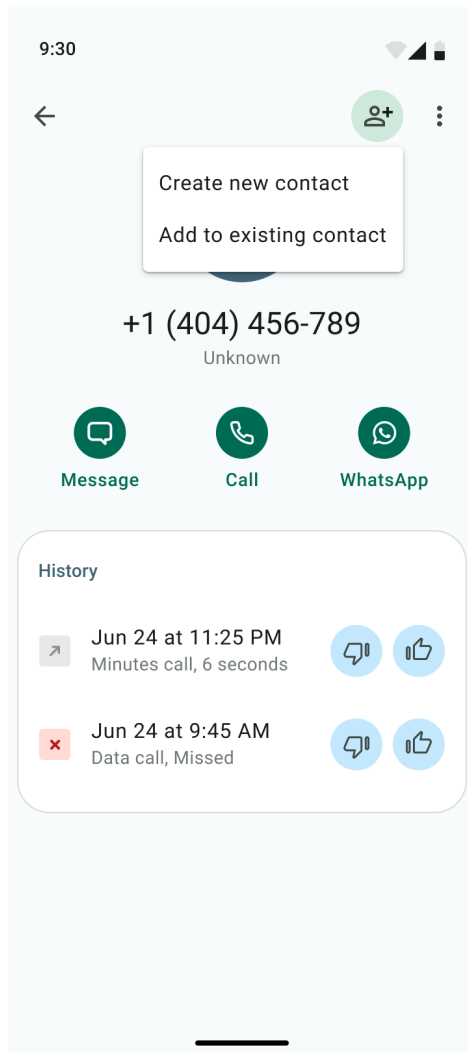 9:30
Create new contact
Add to existing contact
+1 (404) 456-789
Unknown
Message
Call
WhatsApp
History
Jun 24 at 11:25 PM
Minutes call, 6 seconds
Jun 24 at 9:45 AM
Data call, Missed